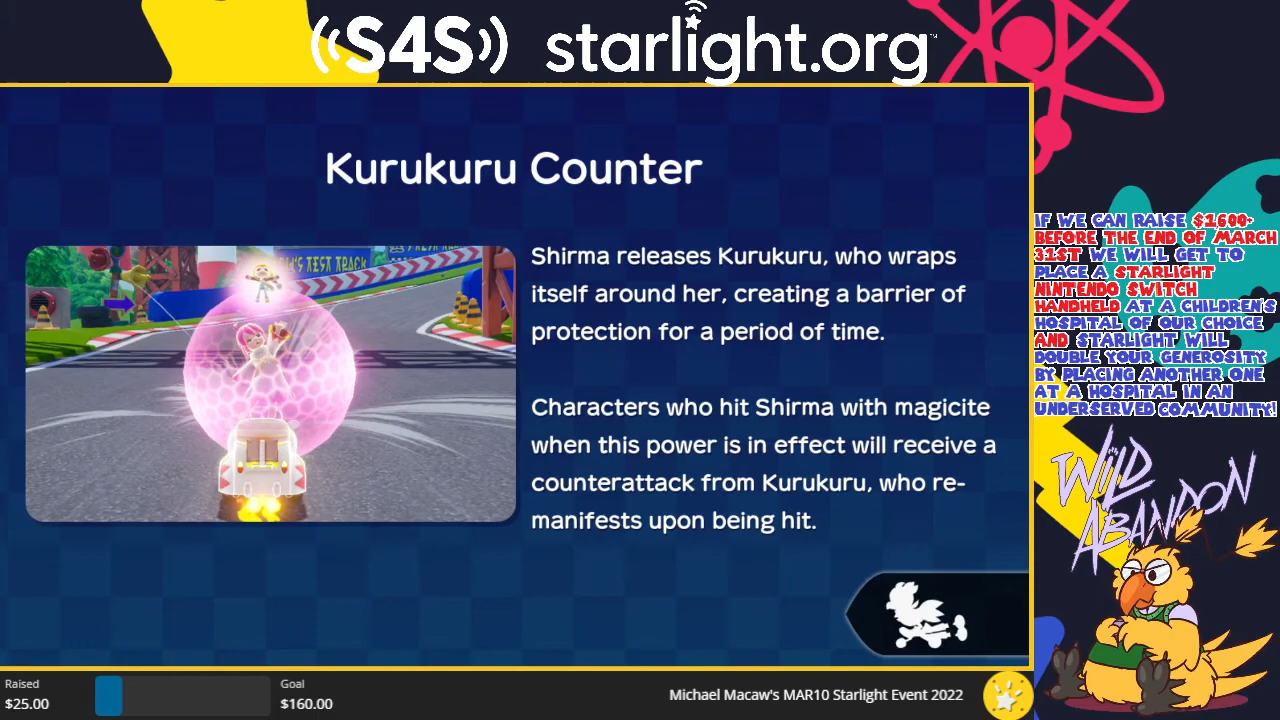 ((S4S)) starlight.org™
Kurukuru Counter
Shirma releases Kurukuru, who wraps
itself around her, creating a barrier of
protection for a period of time.
Characters who hit Shirma with magicite
when this power is in effect will receive a
counterattack from Kurukuru, who re-
manifests upon being hit.
TEST TRACK
IF WE CAN RAISE $1600+
BEFORE THE END OF MARCH
31ST WE WILL GET TO
PLACE A STARLIGHT
NINTENDO SWITCH
HANDHELD AT A CHILDREN'S
HOSPITAL OF OUR CHOICE
AND STARLIGHT WILL
DOUBLE YOUR GENEROSITY
BY PLACING ANOTHER ONE
AT A HOSPITAL IN AN
UNDERSERVED COMMUNITY!
WILD
ABANDON
Raised
$25.00
Goal
$160.00
Michael Macaw's MAR10 Starlight Event 2022